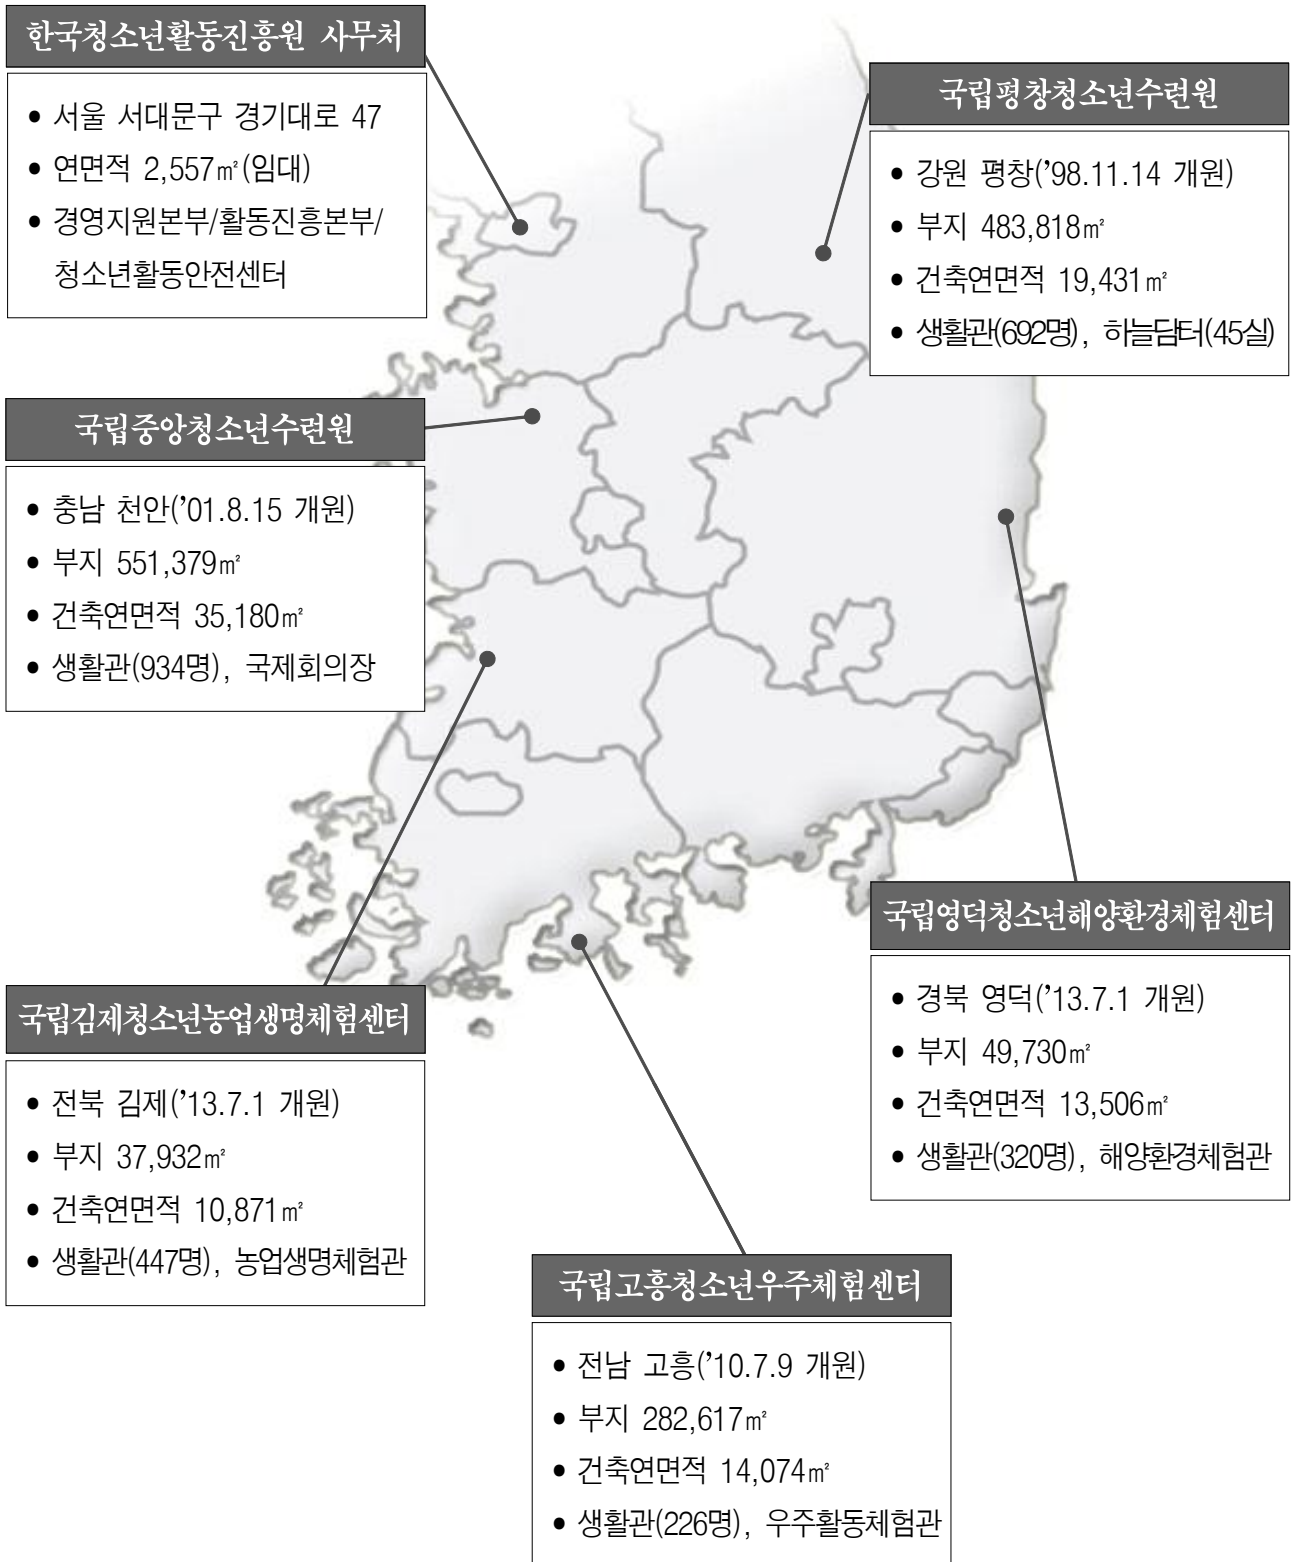 한국청소년활동진흥원 사무처
• 서울 서대문구 경기대로 47
• 연면적 2,557㎡(임대)
• 경영지원본부/활동진흥본부/
청소년활동안전센터
국립평창청소년수련원
• 강원 평창('98.11.14 개원)
• 부지 483,818㎡
• 건축연면적 19,431㎡
• 생활관(692명), 하늘담터(45실)
국립중앙청소년수련원
• 충남 천안('01.8.15 개원)
• 부지 551,379㎡
• 건축연면적 35,180㎡
• 생활관(934명), 국제회의장
국립영덕청소년해양환경체험센터
• 경북 영덕('13.7.1 개원)
• 부지 49,730㎡
• 건축연면적 13,506㎡
• 생활관(320명), 해양환경체험관
국립김제청소년농업생명체험센터
• 전북 김제('13.7.1 개원)
• 부지 37,932㎡
• 건축연면적 10,871㎡
• 생활관(447명), 농업생명체험관
국립고흥청소년우주체험센터
• 전남 고흥('10.7.9 개원)
• 부지 282,617㎡
• 건축연면적 14,074㎡
• 생활관(226명), 우주활동체험관